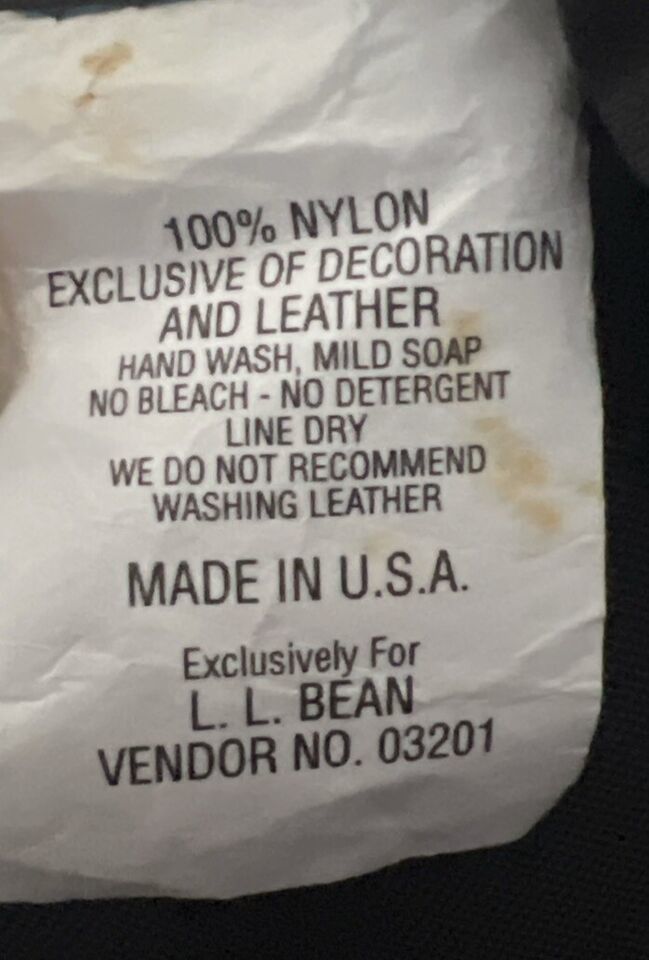 100% NYLON
EXCLUSIVE OF DECORATION
AND LEATHER
HAND WASH, MILD SOAP
NO BLEACH - NO DETERGENT
LINE DRY
WE DO NOT RECOMMEND
WASHING LEATHER
MADE IN U.S.A.
Exclusively For
L. L. BEAN
VENDOR NO. 03201